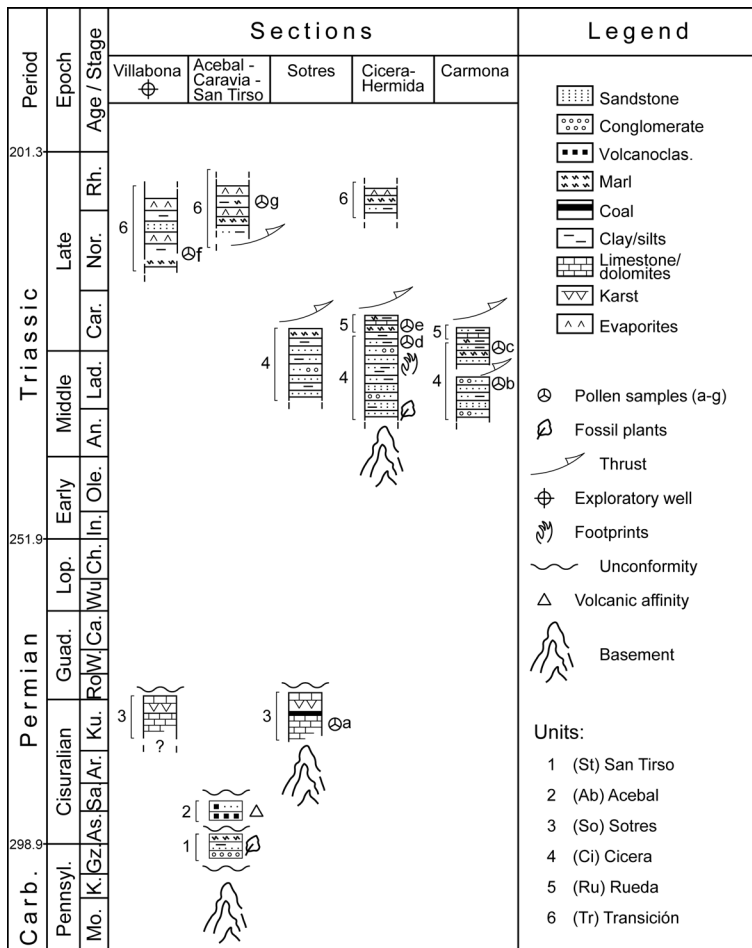 Sections
Legend
Period
Epoch
Age / Stage
Villabona
Acebal -
Caravia -
San Tirso
Sotres
Cicera-
Hermida
Carmona
201.3
251.9
298.9
Triassic
Permian
Carb.
Late
Middle
Early
Lop.
Guad.
Cisuralian
Pennsyl.
Rh.
Nor.
Car.
Lad.
An.
Ole.
In.
Ch.
Wu
Ca.
W.
Ro
Ku.
Ar.
Sa.
As.
Gz.
K.
Mo.
6
f
6
g
6
4
5
e
d
4
5
c
4
b
3
?
3
a
2
1
Sandstone
Conglomerate
Volcanoclas.
Marl
Coal
Clay/silts
Limestone/
dolomites
Karst
Evaporites
Pollen samples (a-g)
Fossil plants
Thrust
Exploratory well
Footprints
Unconformity
Volcanic affinity
Basement
Units:
1 (St) San Tirso
2 (Ab) Acebal
3 (So) Sotres
4 (Ci) Cicera
5 (Ru) Rueda
6 (Tr) Transición